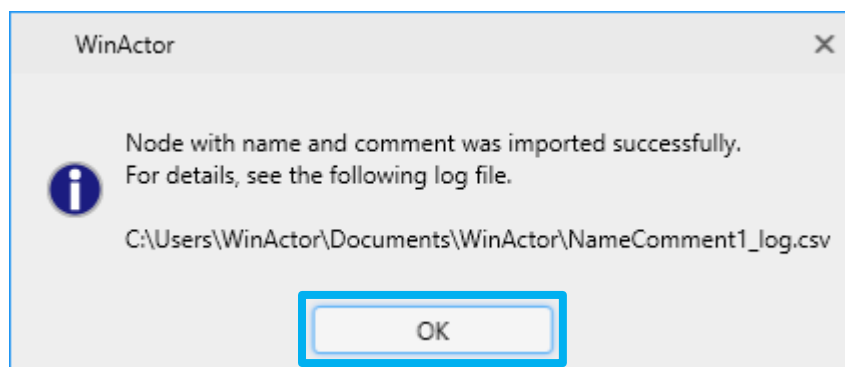 WinActor
Node with name and comment was imported successfully.
For details, see the following log file.
C:\Users\WinActor\Documents\WinActor\NameComment1_log.csv
OK